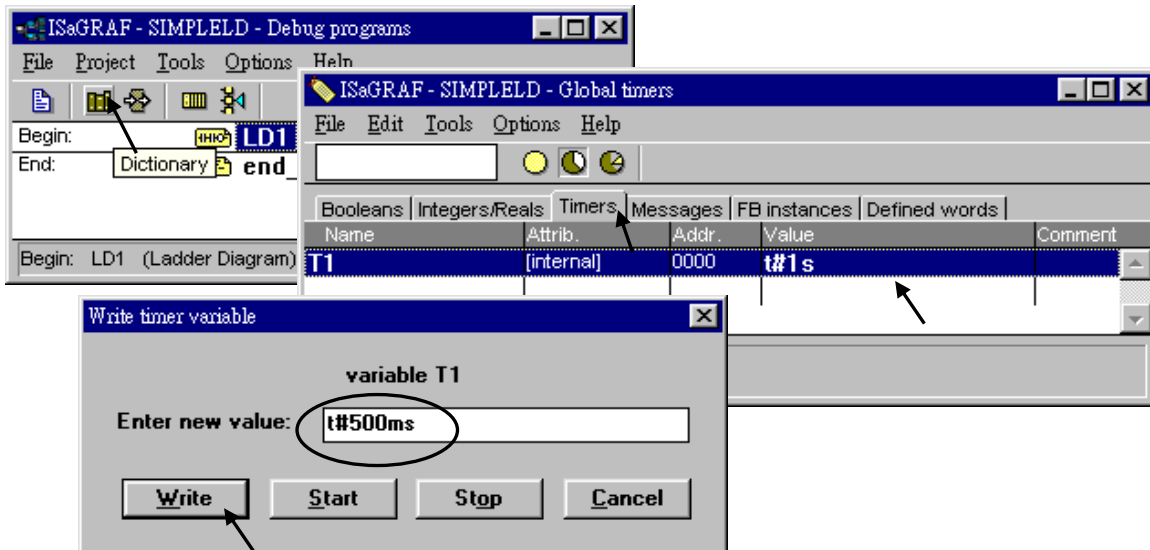 ISaGRAF - SIMPLELD - Debug programs
File Project Tools Options Help
Begin: LD1
End: end_
Dictionary
Begin: LD1 (Ladder Diagram)
ISaGRAF - SIMPLELD - Global timers
File Edit Tools Options Help
Booleans Integers/Reals Timers Messages FB instances Defined words
Name Attrib. Addr. Value Comment
T1 [internal] 0000 t#1s
Write timer variable
variable T1
Enter new value: t#500ms
Write Start Stop Cancel